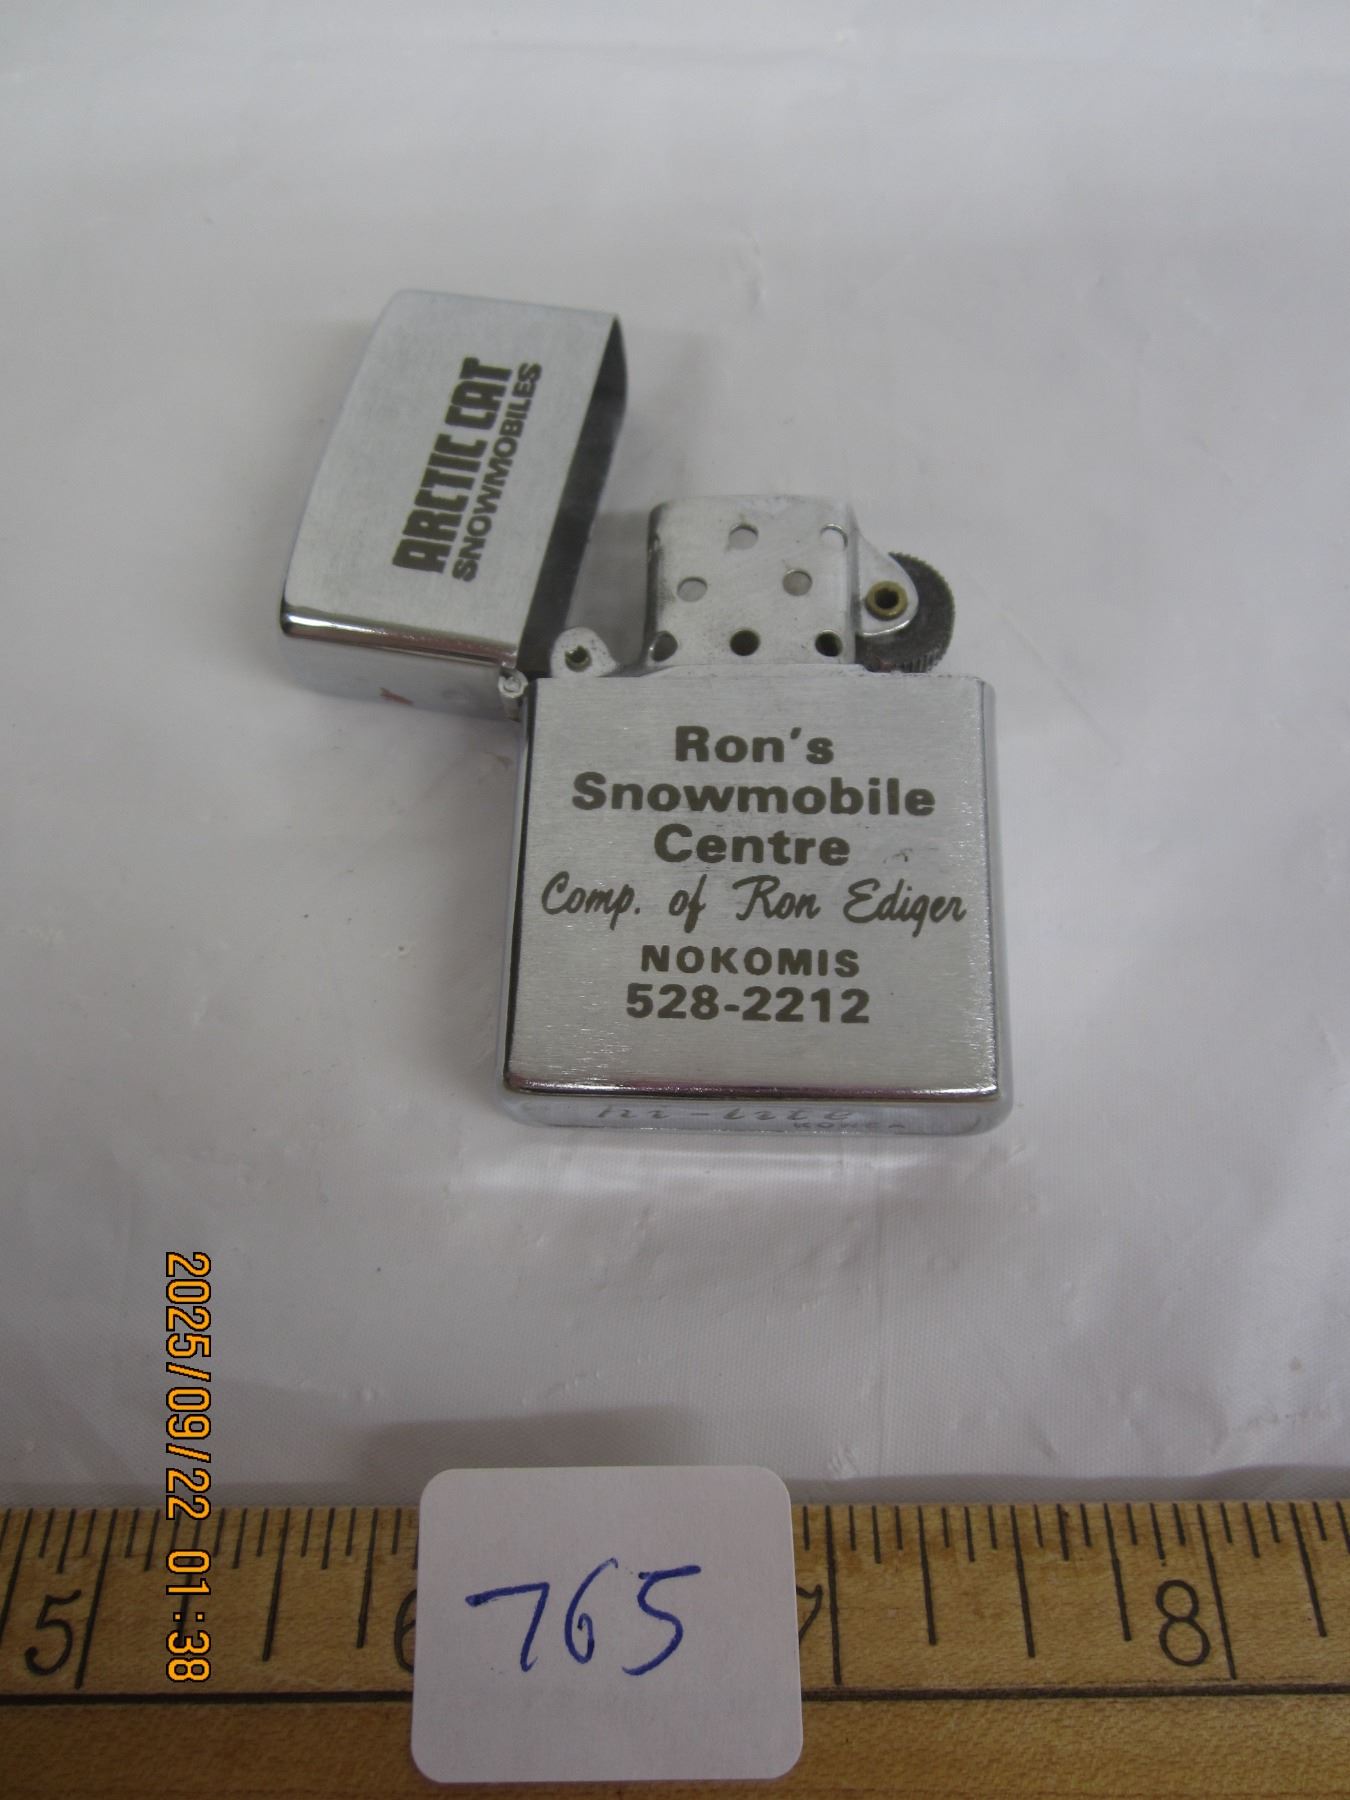 ARCTIC CAT
SNOWMOBILES
Ron's
Snowmobile
Centre
Comp. of Ron Ediger
NOKOMIS
528-2212
KOREA
2025/09/22 01:38
5 6 7 8
765